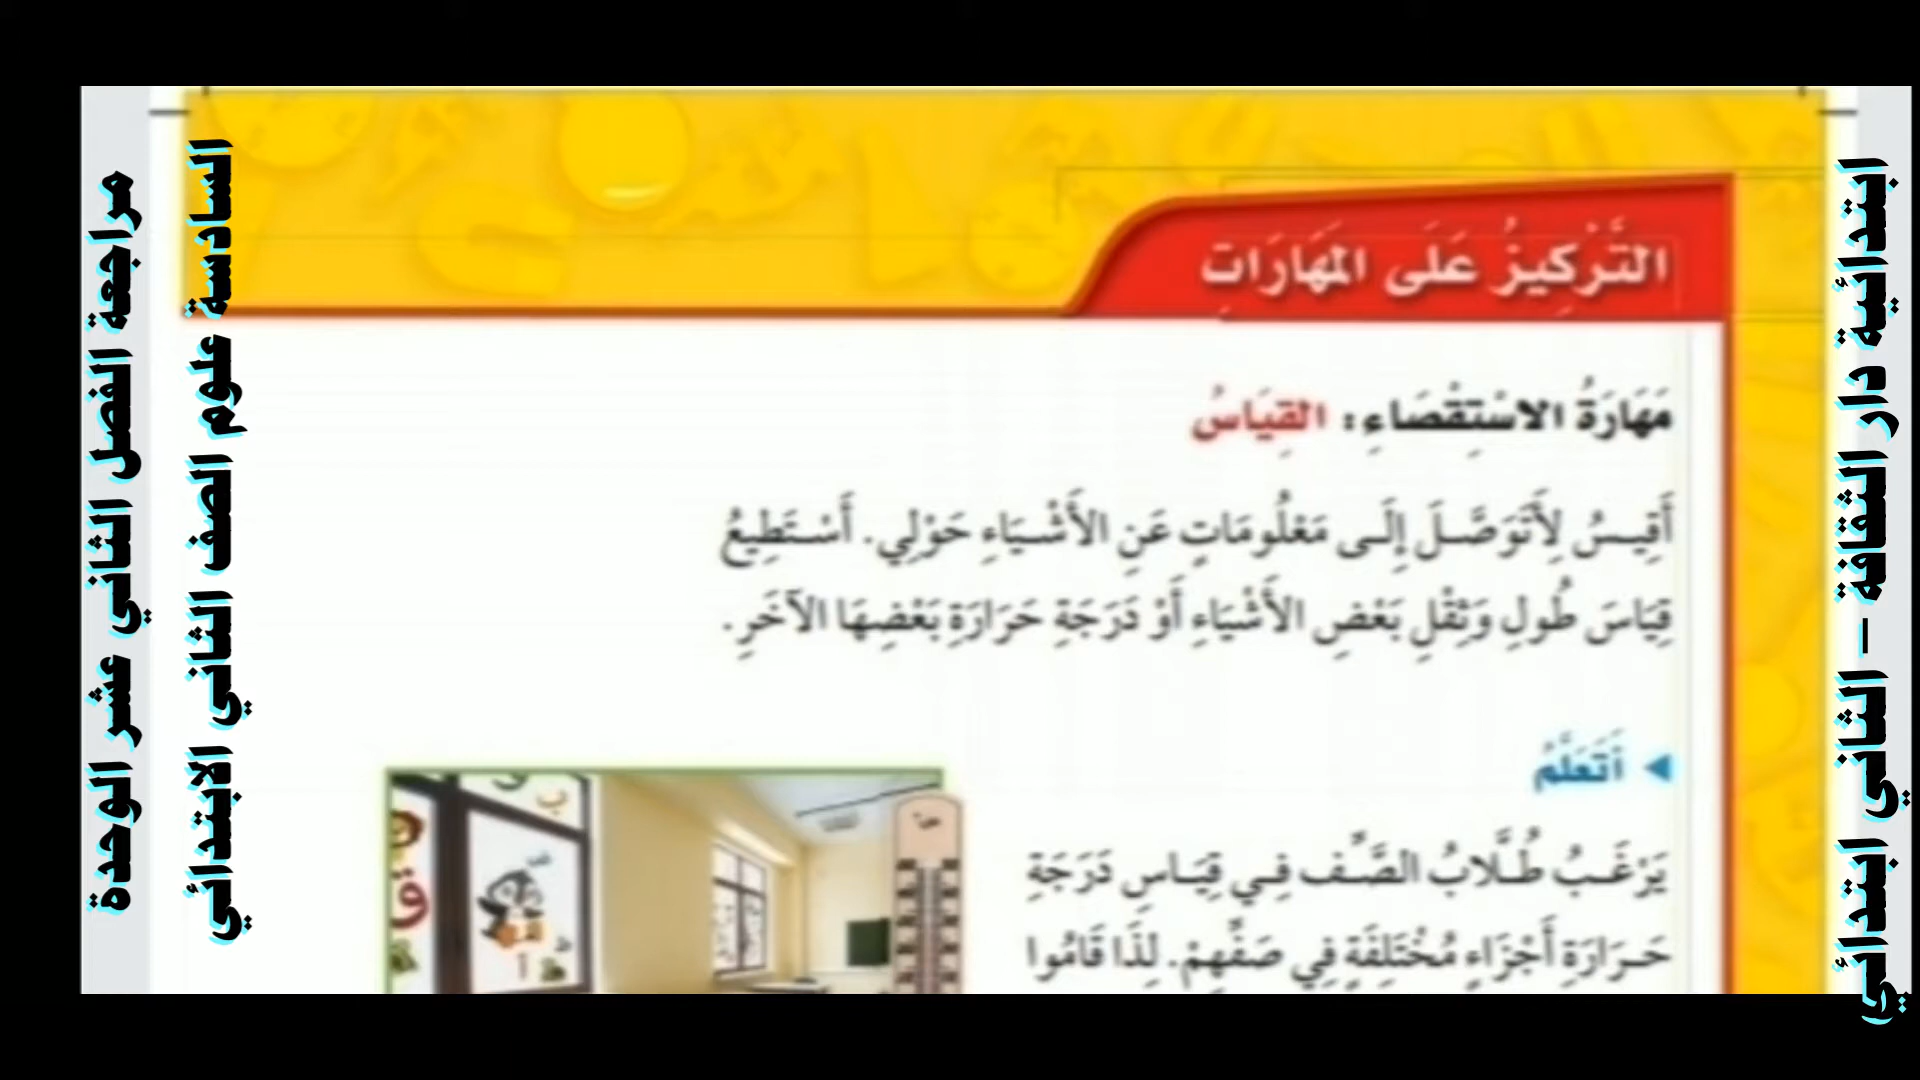 التَّرْكِيزُ عَلَى المَهَارَاتِ
مَهَارَةُ الاسْتِقْصَاءِ: القِيَاسُ
أَقِيسُ لِأَتَوَصَّلَ إِلَى مَعْلُومَاتٍ عَنِ الأَشْيَاءِ حَوْلِي. أَسْتَطِيعُ
قِيَاسَ طُولِ وَثِقْلِ بَعْضِ الأَشْيَاءِ أَوْ دَرَجَةِ حَرَارَةِ بَعْضِهَا الآخَرِ.
أَتَعَلَّمُ
يَرْغَبُ طُلَّابُ الصَّفِّ فِي قِيَاسِ دَرَجَةِ
حَرَارَةِ أَجْزَاءٍ مُخْتَلِفَةٍ فِي صَفِّهِمْ. لِذَا قَامُوا
ق
أ
مراجعة الفصل الثاني عشر الوحدة
السادسة علوم الصف الثاني الابتدائي
ابتدائية دار الثقافة – الثاني ابتدائي